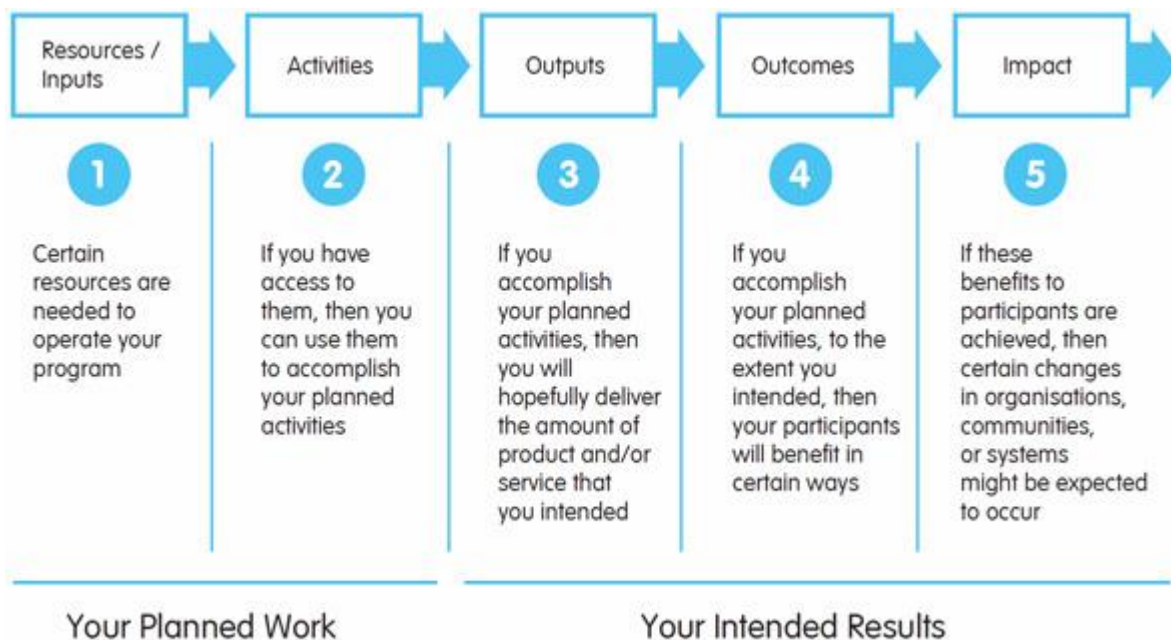 Resources /
Inputs
Activities
Outputs
Outcomes
Impact
1
2
3
4
5
Certain
resources are
needed to
operate your
program
If you have
access to
them, then you
can use them
to accomplish
your planned
activities
If you
accomplish
your planned
activities, then
you will
hopefully deliver
the amount of
product and/or
service that
you intended
If you
accomplish
your planned
activities, to the
extent you
intended, then
your participants
will benefit in
certain ways
If these
benefits to
participants are
achieved, then
certain changes
in organisations,
communities,
or systems
might be expected
to occur
Your Planned Work
Your Intended Results